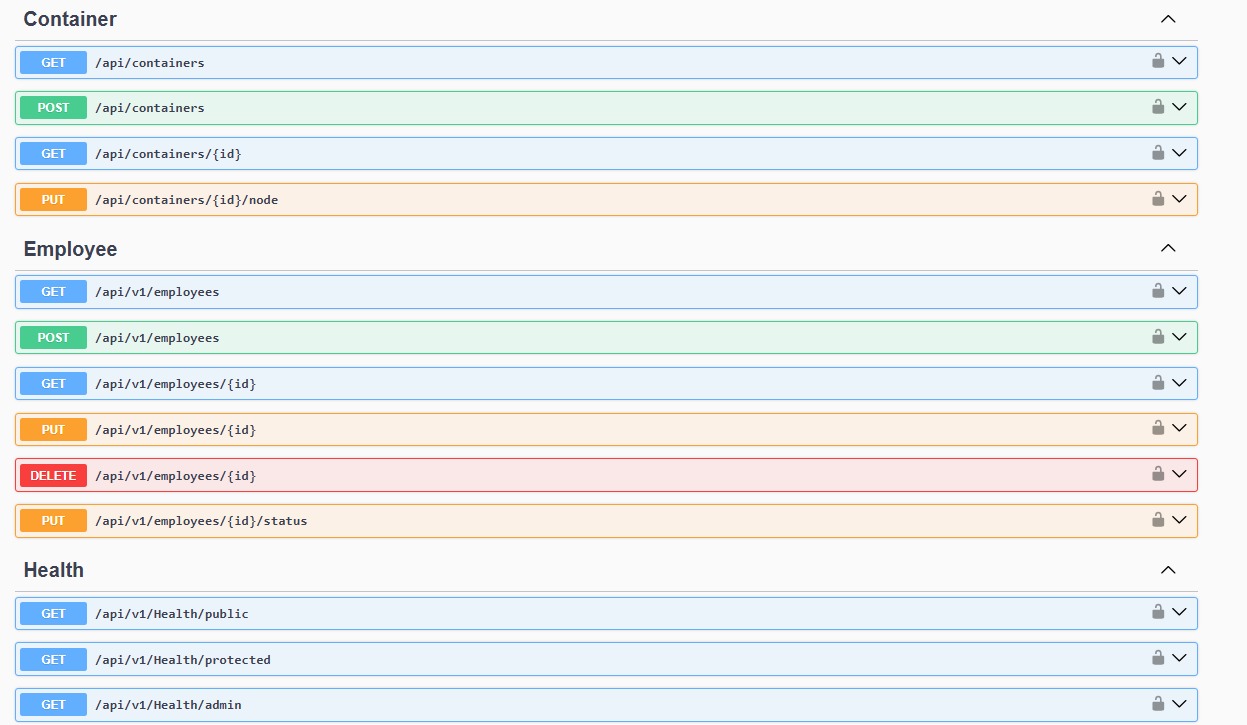 Container
GET /api/containers
POST /api/containers
GET /api/containers/{id}
PUT /api/containers/{id}/node
Employee
GET /api/v1/employees
POST /api/v1/employees
GET /api/v1/employees/{id}
PUT /api/v1/employees/{id}
DELETE /api/v1/employees/{id}
PUT /api/v1/employees/{id}/status
Health
GET /api/v1/Health/public
GET /api/v1/Health/protected
GET /api/v1/Health/admin